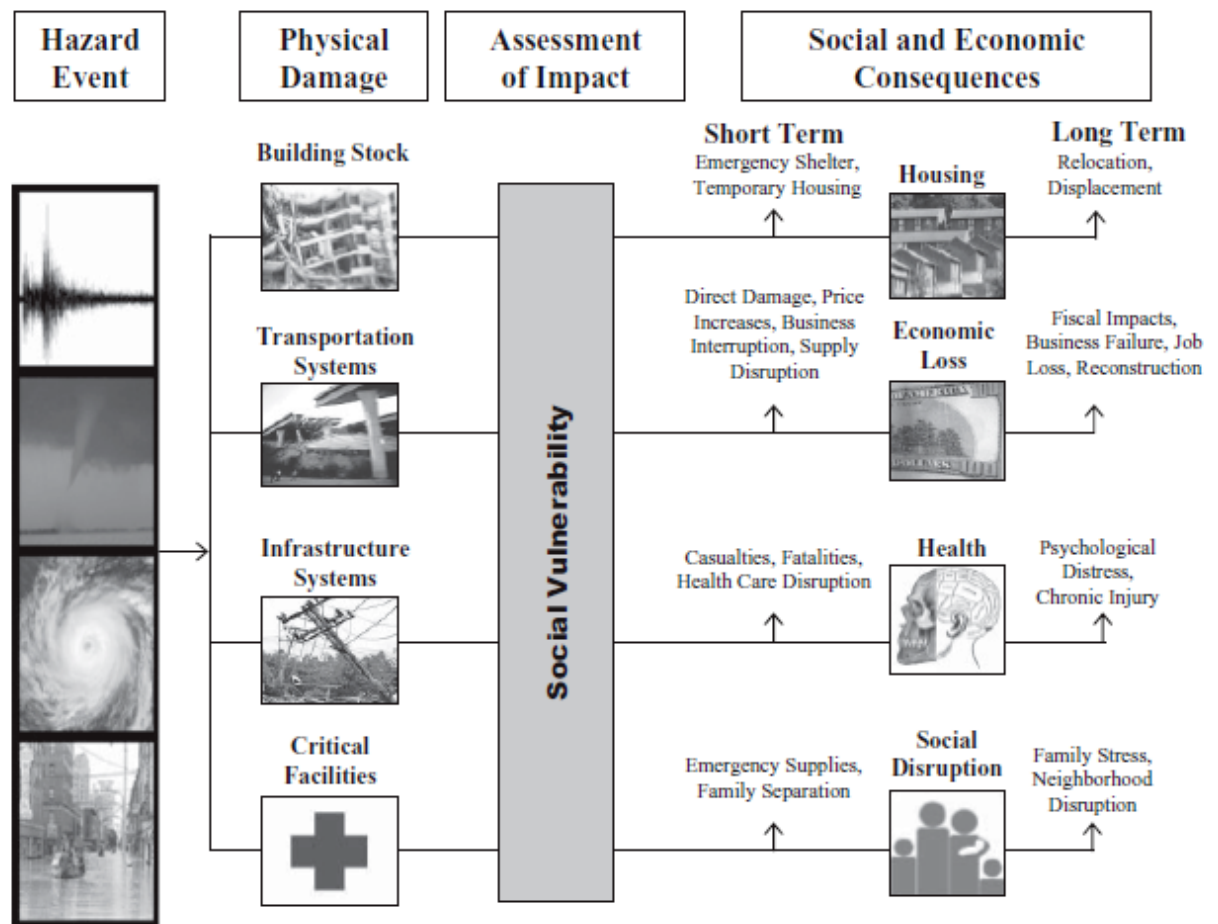 Hazard
Event
Physical
Damage
Assessment
of Impact
Social and Economic
Consequences
Building Stock
Transportation
Systems
Infrastructure
Systems
Critical
Facilities
Social Vulnerability
Short Term
Emergency Shelter,
Temporary Housing
Housing
Long Term
Relocation,
Displacement
Direct Damage, Price
Increases, Business
Interruption, Supply
Disruption
Economic
Loss
Fiscal Impacts,
Business Failure, Job
Loss, Reconstruction
Casualties, Fatalities,
Health Care Disruption
Health
Psychological
Distress,
Chronic Injury
Emergency Supplies,
Family Separation
Social
Disruption
Family Stress,
Neighborhood
Disruption